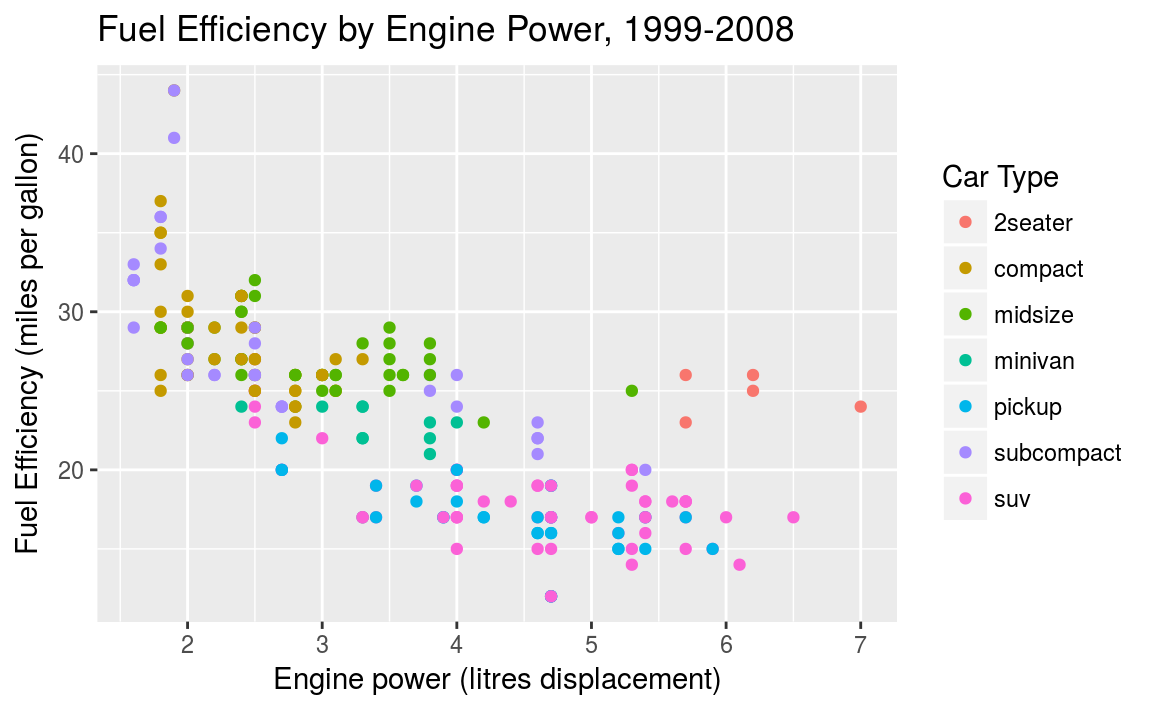 Fuel Efficiency by Engine Power, 1999-2008
Fuel Efficiency (miles per gallon)
40
30
20
2 3 4 5 6 7
Engine power (litres displacement)
Car Type
2seater
compact
midsize
minivan
pickup
subcompact
suv